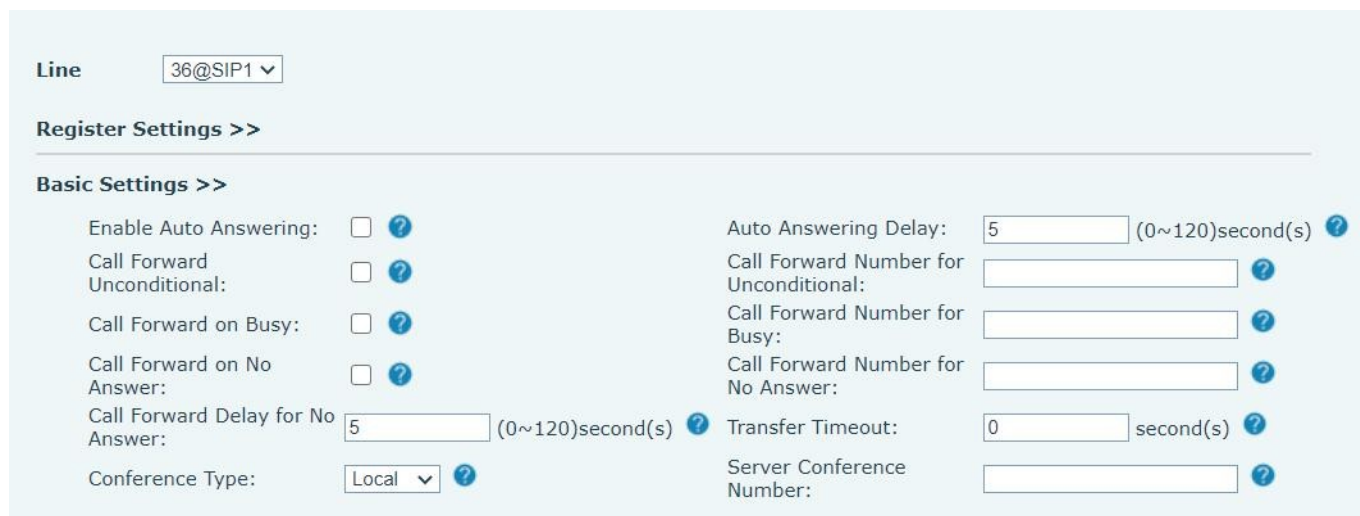 Line 36@SIP1
Register Settings >>
Basic Settings >>
Enable Auto Answering: ? Auto Answering Delay: 5 (0~120)second(s) ?
Call Forward
Unconditional: ? Call Forward Number for
Unconditional: ?
Call Forward on Busy: ? Call Forward Number for
Busy: ?
Call Forward on No
Answer: ? Call Forward Number for
No Answer: ?
Call Forward Delay for No
Answer: 5 (0~120)second(s) ? Transfer Timeout: 0 second(s) ?
Conference Type: Local ? Server Conference
Number: ?